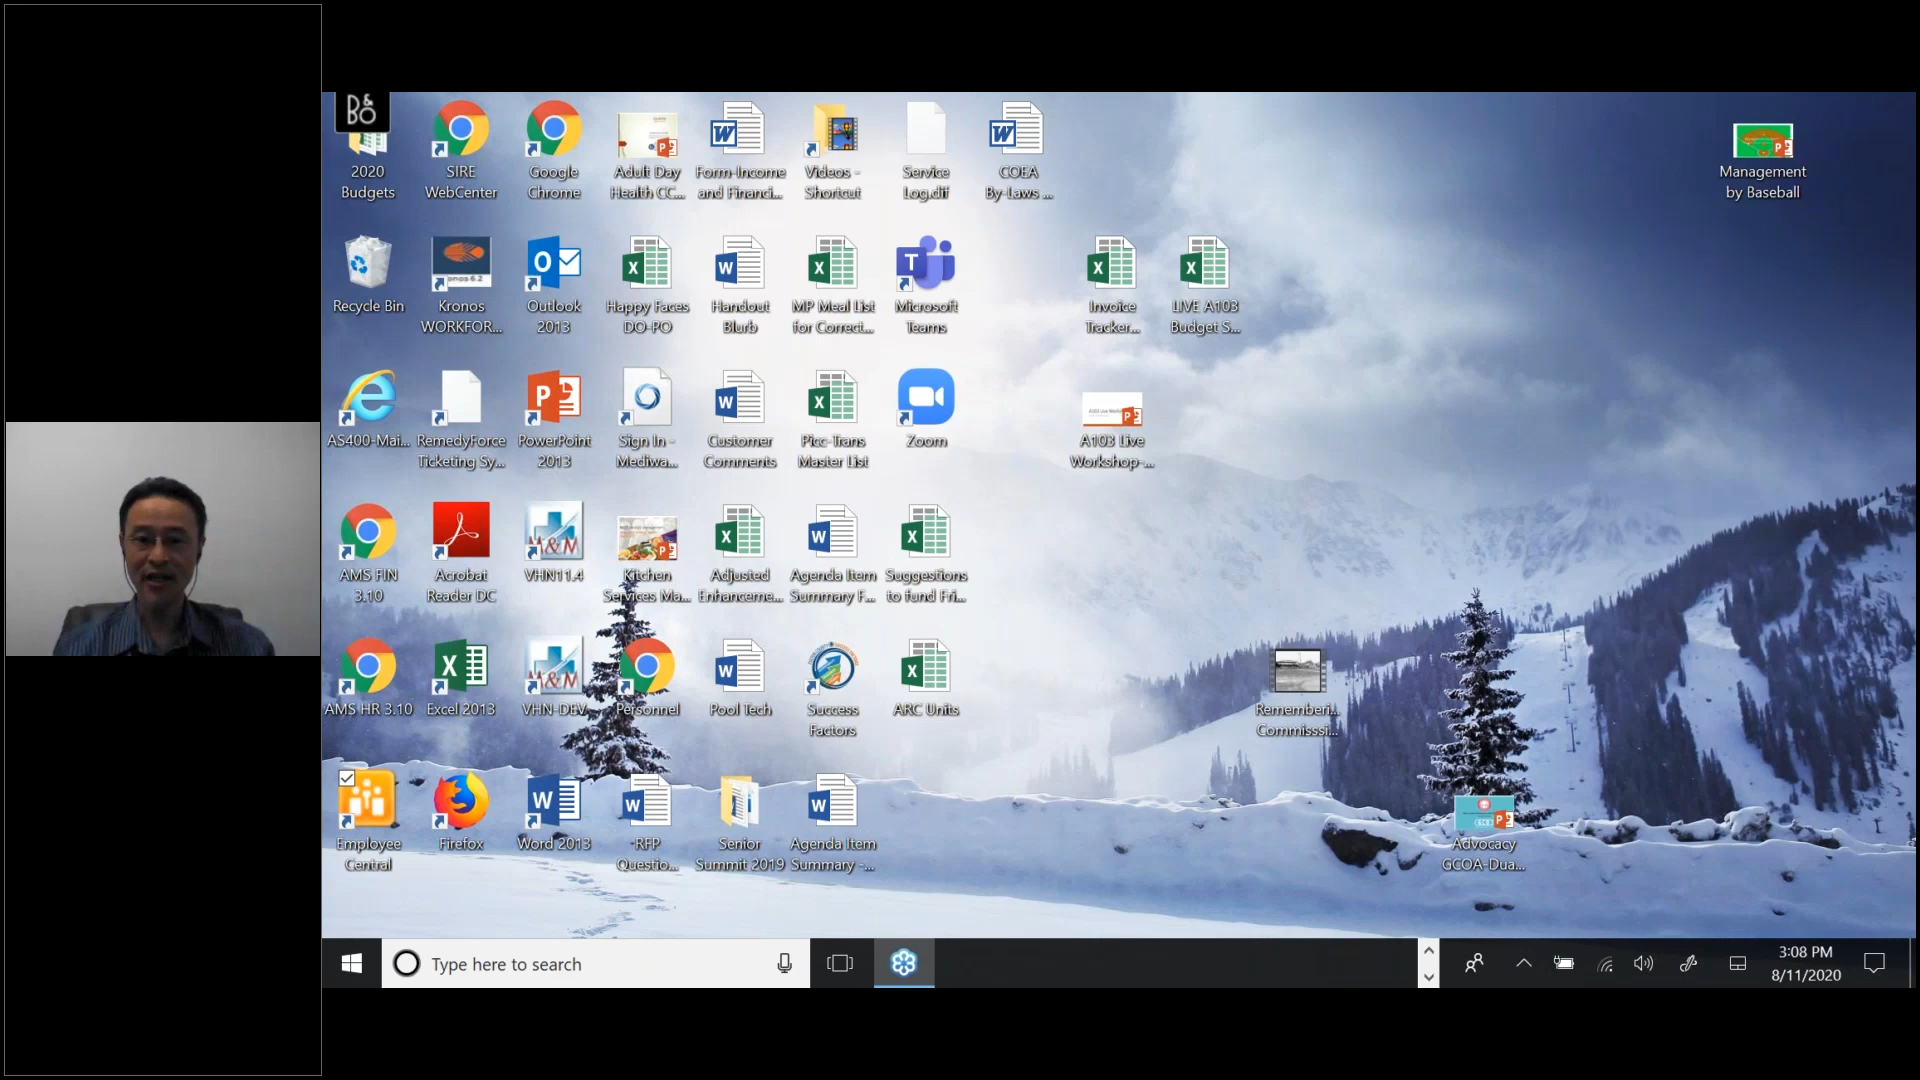 B&O
2020
Budgets
SIRE
WebCenter
Google
Chrome
Adult Day
Health CC...
Form-Income
and Financi...
Videos -
Shortcut
Service
Log.dif
COEA
By-Laws ...
Management
by Baseball
Recycle Bin
Kronos
WORKFOR...
Outlook
2013
Happy Faces
DO-PO
Handout
Blurb
MP Meal List
for Correct...
Microsoft
Teams
Invoice
Tracker...
LIVE A103
Budget S...
AS400-Mai...
RemedyForce
Ticketing Sy...
PowerPoint
2013
Sign In -
Mediwa...
Customer
Comments
Picc-Trans
Master List
Zoom
A103 Live
Workshop-...
AMS FIN
3.10
Acrobat
Reader DC
VHN11.4
Kitchen
Services Ma...
Adjusted
Enhanceme...
Agenda Item
Summary F...
Suggestions
to fund Fri...
AMS HR 3.10
Excel 2013
VHN-DEV
Personnel
Pool Tech
Success
Factors
ARC Units
Rememberi...
Commisssi...
Employee
Central
Firefox
Word 2013
RFP
Questio...
Senior
Summit 2019
Agenda Item
Summary -...
Advocacy
GCOA-Dua...
Type here to search
3:08 PM
8/11/2020